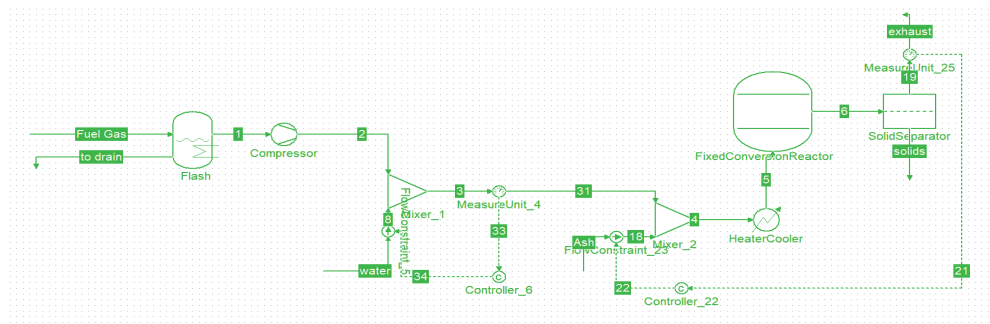 exhaust
MeasureUnit_25
19
Fuel Gas
1
2
6
Compressor
SolidSeparator
to drain
FixedConversionReactor
solids
Flash
5
3
31
MeasureUnit_4
8
Mixer_1
FlowConstraint_5
4
33
Ash
18
HeaterCooler
FlowConstraint_23
Mixer_2
water
34
C
21
Controller_6
22
C
Controller_22